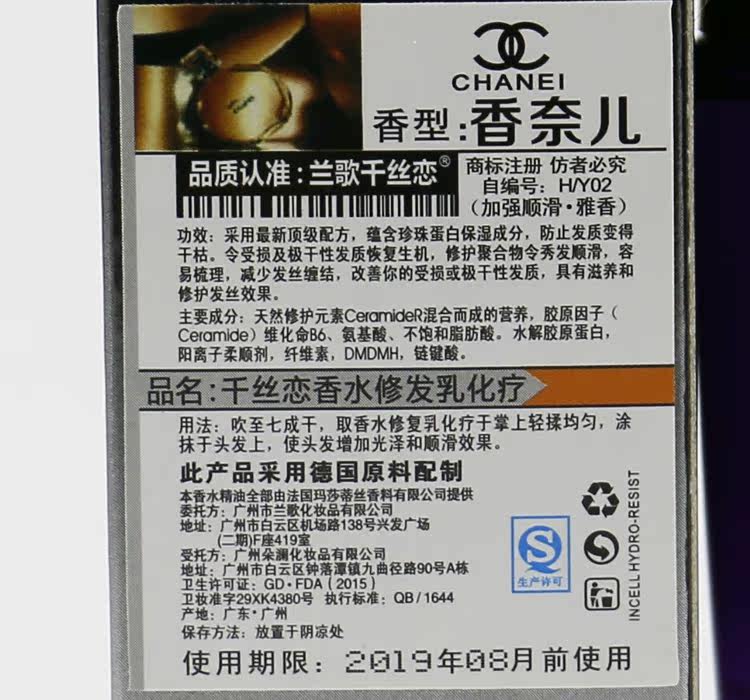 CHANEI
香型:香奈儿
品质认准:兰歌千丝恋®
商标注册 仿者必究
自编号:H/Y02
(加强顺滑·雅香)
功效:采用最新顶级配方,蕴含珍珠蛋白保湿成分,防止发质变得
干枯。令受损及极干性发质恢复生机,修护聚合物令秀发顺滑,容
易梳理,减少发丝缠结,改善你的受损或极干性发质,具有滋养和
修护发丝效果。
主要成分:天然修护元素CeramideR混合而成的营养,胶原因子(
Ceramide)维化命B6、氨基酸、不饱和脂肪酸。水解胶原蛋白,
阳离子柔顺剂,纤维素,DMDMH,链键酸。
品名:千丝恋香水修发乳化疗
用法:吹至七成干,取香水修复乳化疗于掌上轻揉均匀,涂
抹于头发上,使头发增加光泽和顺滑效果。
此产品采用德国原料配制
本香水精油全部由法国玛莎蒂丝香料有限公司提供
委托方:广州市兰歌化妆品有限公司
地址:广州市白云区机场路138号兴发广场
(二期)F座419室
受托方:广州朵澜化妆品有限公司
地址:广州市白云区钟落潭镇九曲径路90号A栋
卫生许可证:GD·FDA(2015)
卫妆准字29XK4380号 执行标准:QB/1644
产地:广东·广州
保存方法:放置于阴凉处
使用期限:2019年08月前使用
生产许可
INCELL HYDRO-RESIST